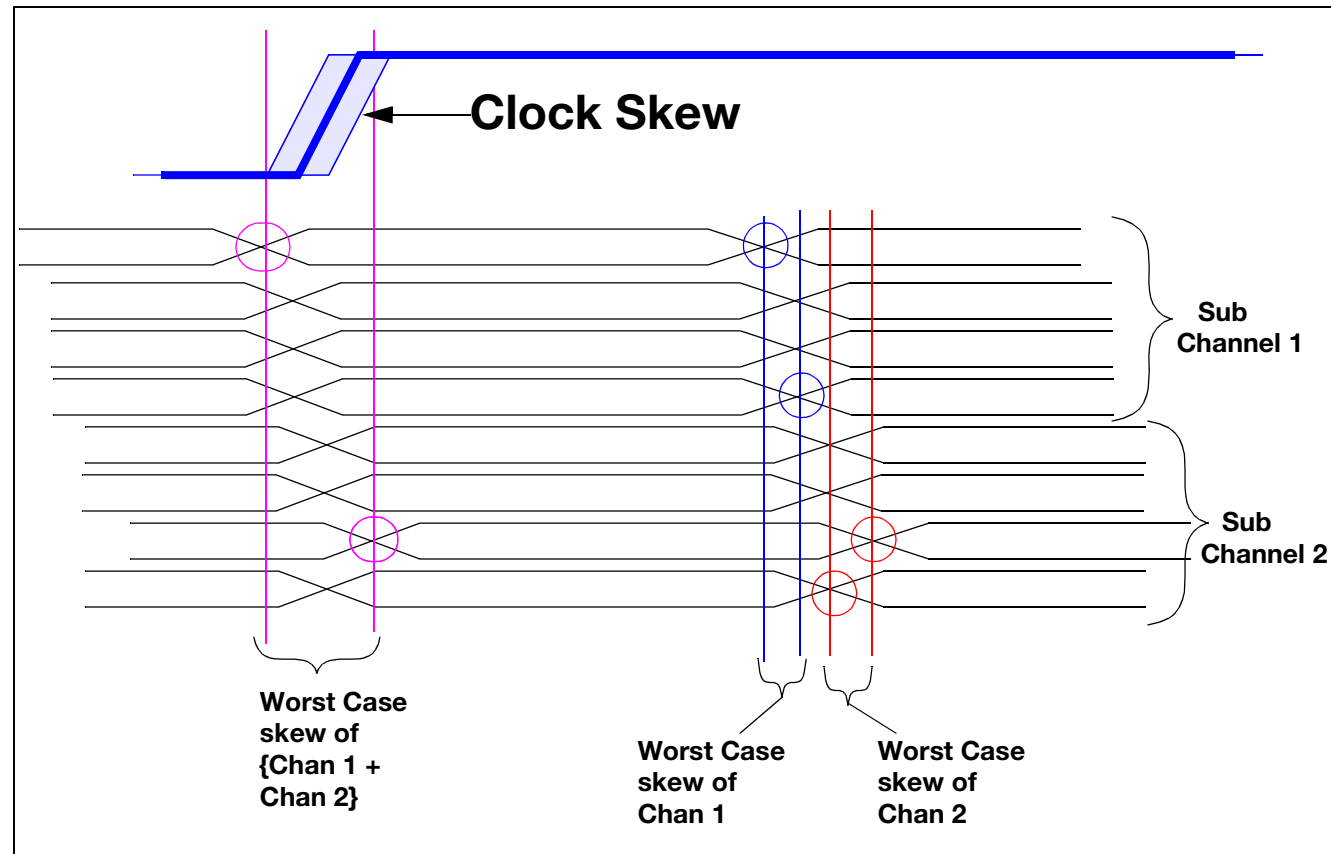 Clock Skew
Sub
Channel 1
Sub
Channel 2
Worst Case
skew of
{Chan 1 +
Chan 2}
Worst Case
skew of
Chan 1
Worst Case
skew of
Chan 2